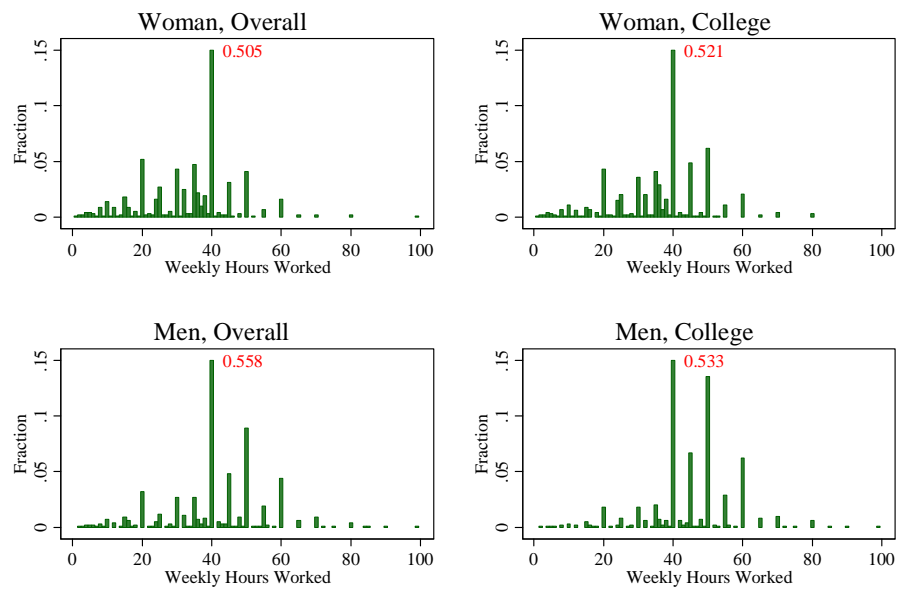 Woman, Overall
0.505
Fraction
0 .05 .1 .15
0 20 40 60 80 100
Weekly Hours Worked
Woman, College
0.521
Fraction
0 .05 .1 .15
0 20 40 60 80 100
Weekly Hours Worked
Men, Overall
0.558
Fraction
0 .05 .1 .15
0 20 40 60 80 100
Weekly Hours Worked
Men, College
0.533
Fraction
0 .05 .1 .15
0 20 40 60 80 100
Weekly Hours Worked